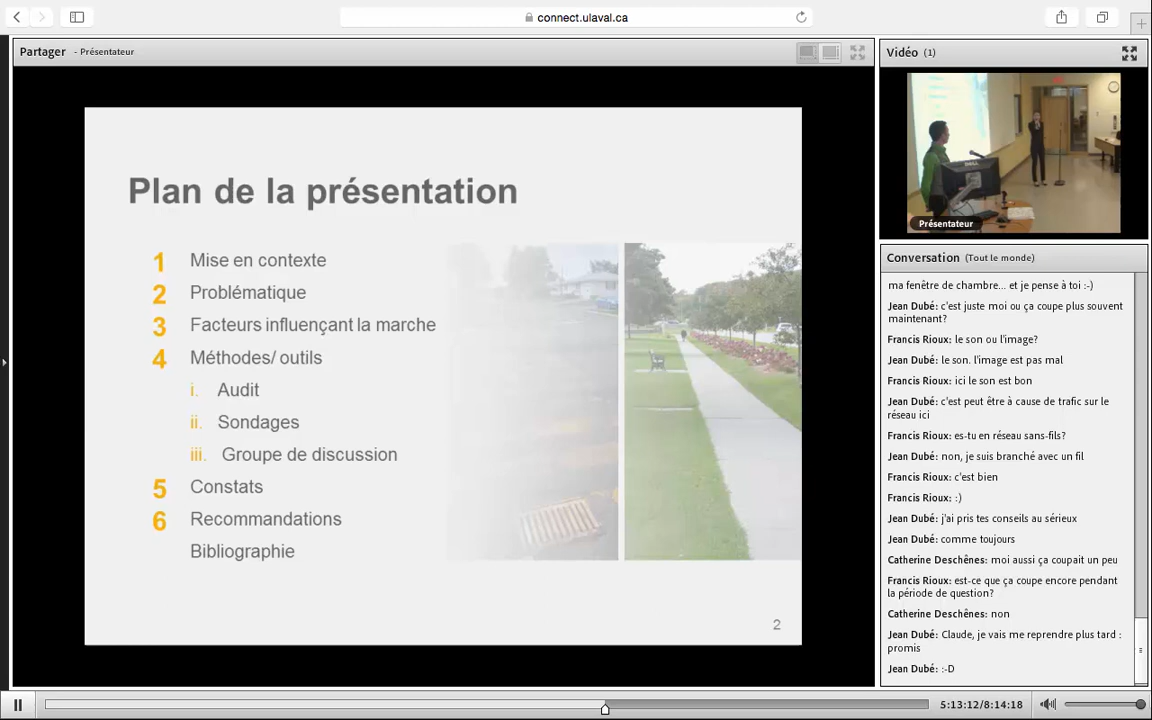 connect.ulaval.ca
Partager - Présentateur
Plan de la présentation
1 Mise en contexte
2 Problématique
3 Facteurs influençant la marche
4 Méthodes/ outils
i. Audit
ii. Sondages
iii. Groupe de discussion
5 Constats
6 Recommandations
Bibliographie
2
Vidéo (1)
DELL
Présentateur
Conversation (Tout le monde)
ma fenêtre de chambre... et je pense à toi :-)
Jean Dubé: c'est juste moi ou ça coupe plus souvent
maintenant?
Francis Rioux: le son ou l'image?
Jean Dubé: le son. l'image est pas mal
Francis Rioux: ici le son est bon
Jean Dubé: c'est peut être à cause de trafic sur le
réseau ici
Francis Rioux: es-tu en réseau sans-fils?
Jean Dubé: non, je suis branché avec un fil
Francis Rioux: c'est bien
Francis Rioux: :)
Jean Dubé: j'ai pris tes conseils au sérieux
Jean Dubé: comme toujours
Catherine Deschênes: moi aussi ça coupait un peu
Francis Rioux: est-ce que ça coupe encore pendant
la période de question?
Catherine Deschênes: non
Jean Dubé: Claude, je vais me reprendre plus tard :
promis
Jean Dubé: :-D
5:13:12/8:14:18